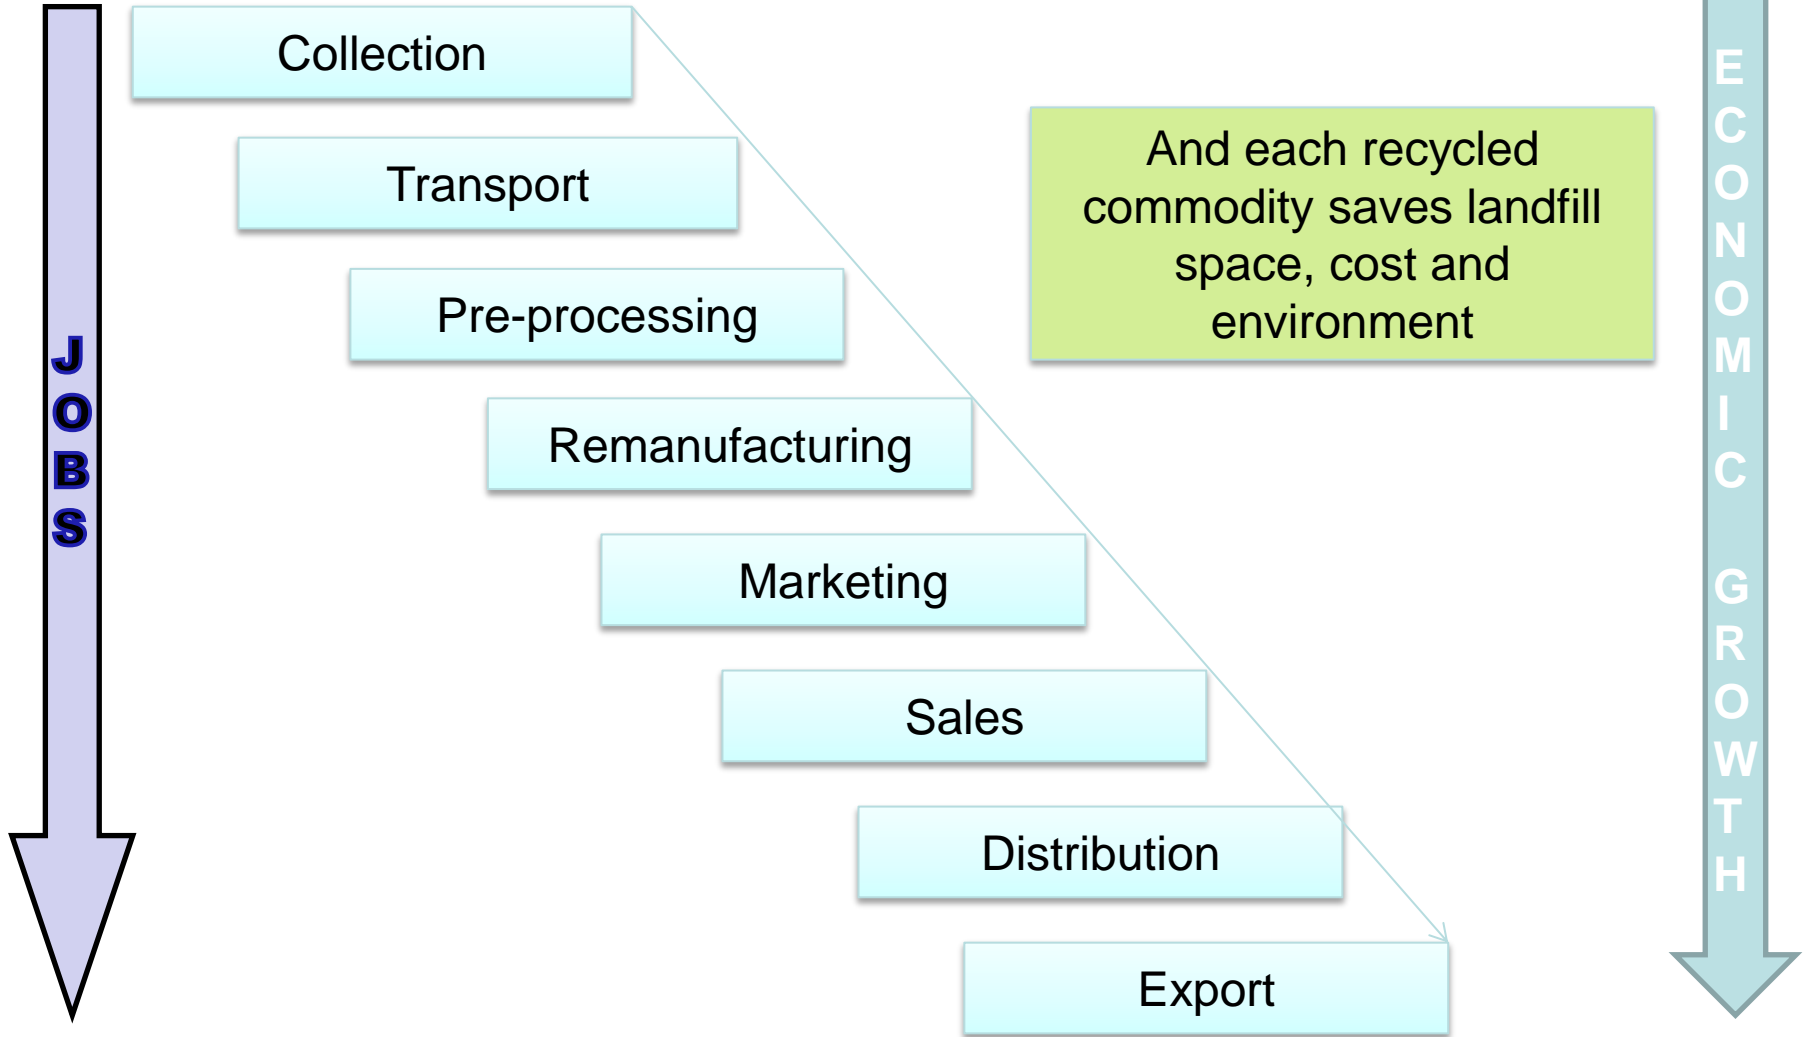 Collection
Transport
Pre-processing
Remanufacturing
Marketing
Sales
Distribution
Export
And each recycled
commodity saves landfill
space, cost and
environment
JOBS
ECONOMIC GROWTH